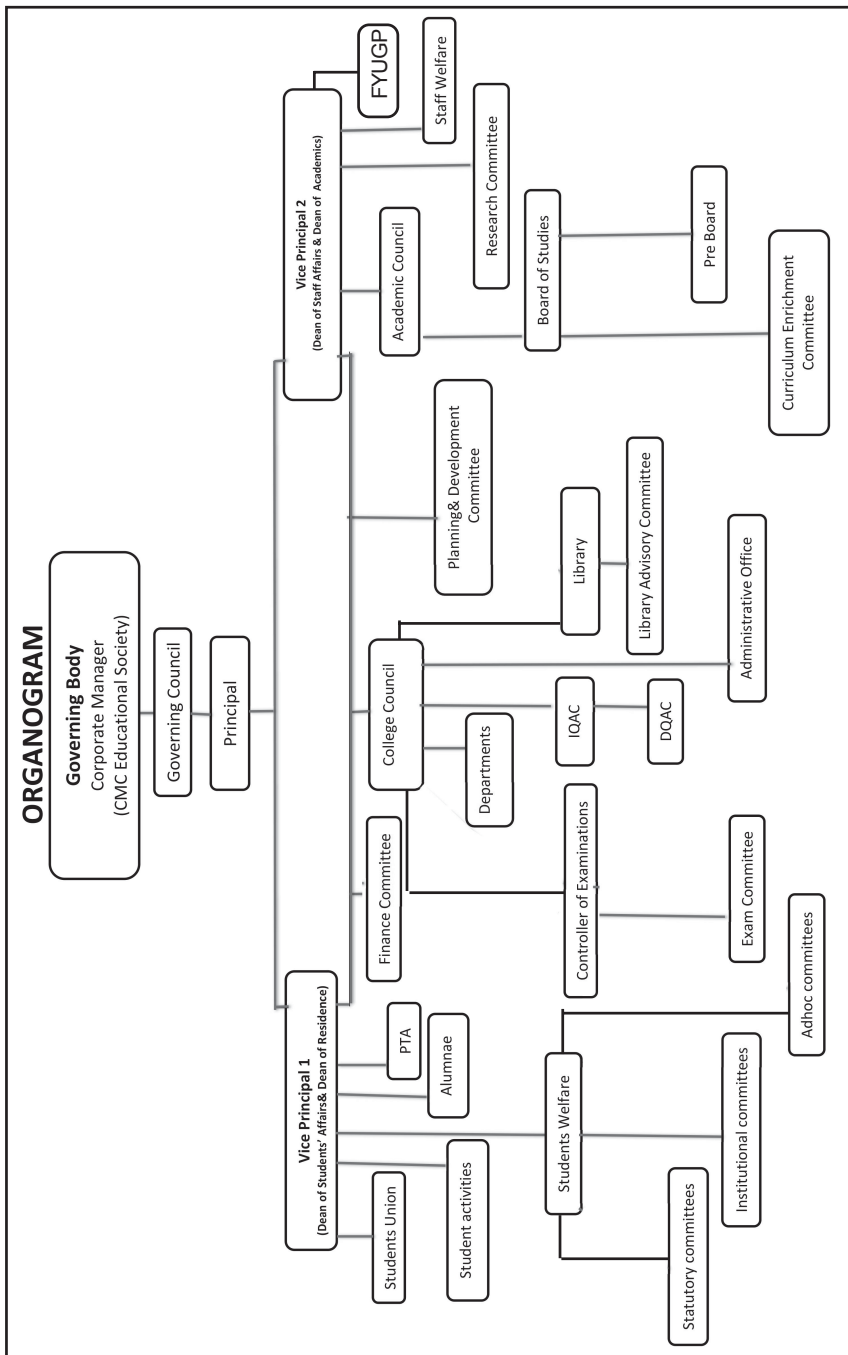 ORGANOGRAM
Governing Body
Corporate Manager
(CMC Educational Society)
Governing Council
Principal
Vice Principal 1
(Dean of Students' Affairs& Dean of Residence)
Vice Principal 2
(Dean of Staff Affairs & Dean of Academics)
Students Union
Student activities
Alumnae
PTA
Finance Committee
College Council
Planning& Development
Committee
Academic Council
Research Committee
Staff Welfare
FYUGP
Departments
Students Welfare
Controller of Examinations
IQAC
Library
Board of Studies
DQAC
Library Advisory Committee
Pre Board
Statutory committees
Institutional committees
Adhoc committees
Exam Committee
Administrative Office
Curriculum Enrichment
Committee